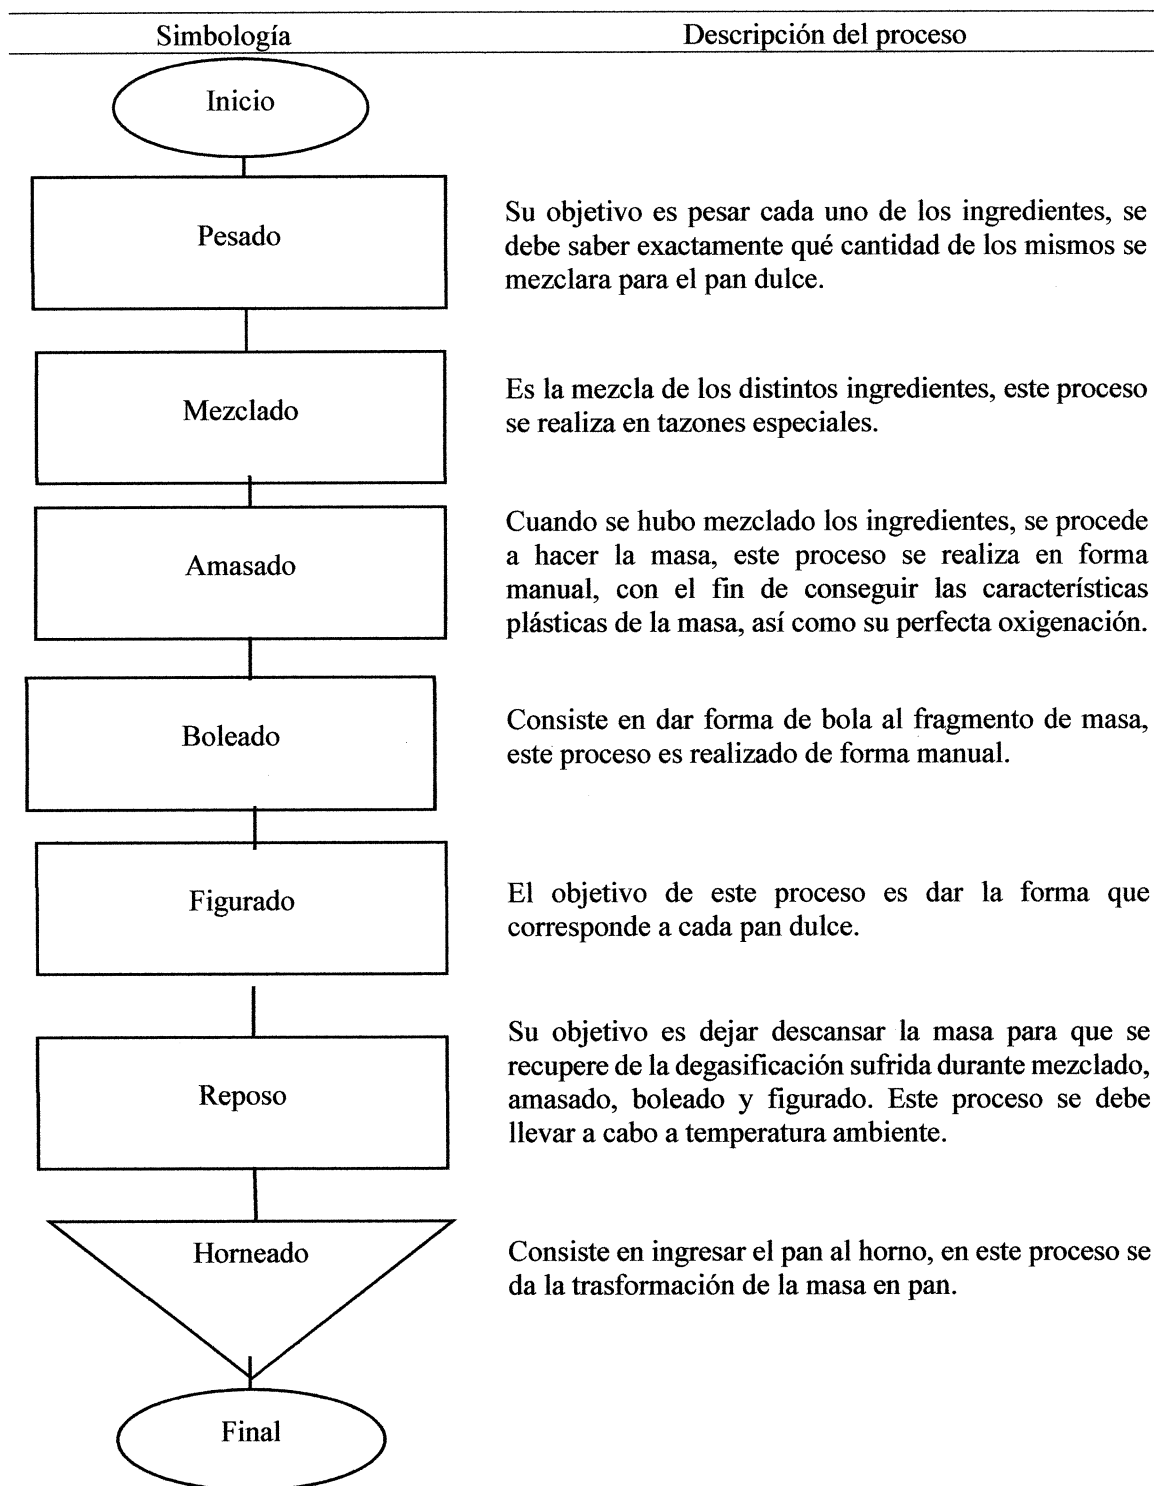 Simbología Descripción del proceso
Inicio
Pesado
Su objetivo es pesar cada uno de los ingredientes, se
debe saber exactamente qué cantidad de los mismos se
mezclara para el pan dulce.
Mezclado
Es la mezcla de los distintos ingredientes, este proceso
se realiza en tazones especiales.
Amasado
Cuando se hubo mezclado los ingredientes, se procede
a hacer la masa, este proceso se realiza en forma
manual, con el fin de conseguir las características
plásticas de la masa, así como su perfecta oxigenación.
Boleado
Consiste en dar forma de bola al fragmento de masa,
este proceso es realizado de forma manual.
Figurado
El objetivo de este proceso es dar la forma que
corresponde a cada pan dulce.
Reposo
Su objetivo es dejar descansar la masa para que se
recupere de la degasificación sufrida durante mezclado,
amasado, boleado y figurado. Este proceso se debe
llevar a cabo a temperatura ambiente.
Horneado
Consiste en ingresar el pan al horno, en este proceso se
da la trasformación de la masa en pan.
Final